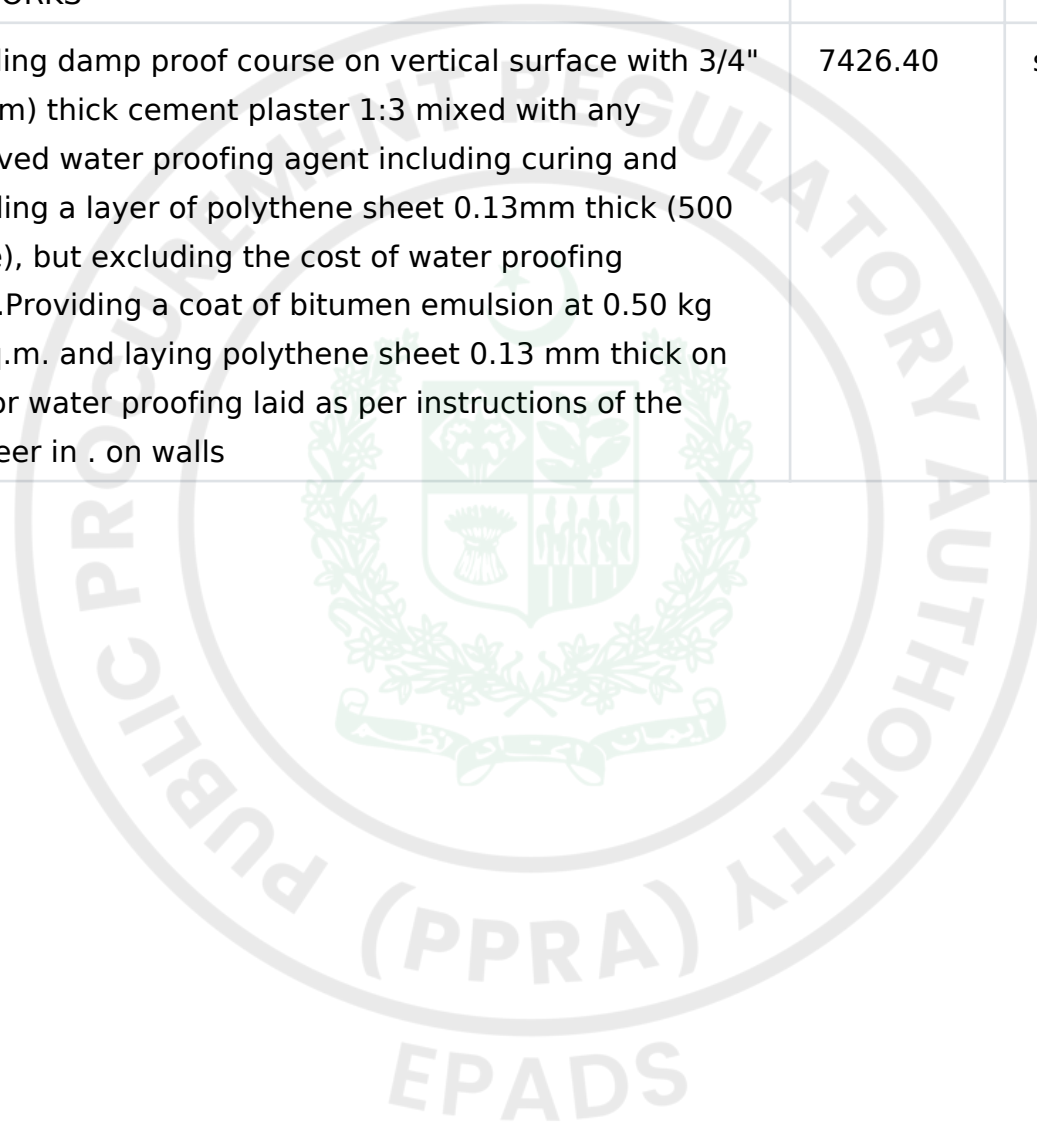 ling damp proof course on vertical surface with 3/4" 7426.40
m) thick cement plaster 1:3 mixed with any
ved water proofing agent including curing and
ling a layer of polythene sheet 0.13mm thick (500
e), but excluding the cost of water proofing
.Providing a coat of bitumen emulsion at 0.50 kg
q.m. and laying polythene sheet 0.13 mm thick on
or water proofing laid as per instructions of the
eer in . on walls
PUBLIC PROCUREMENT REGULATORY AUTHORITY
(PPRA)
EPADS